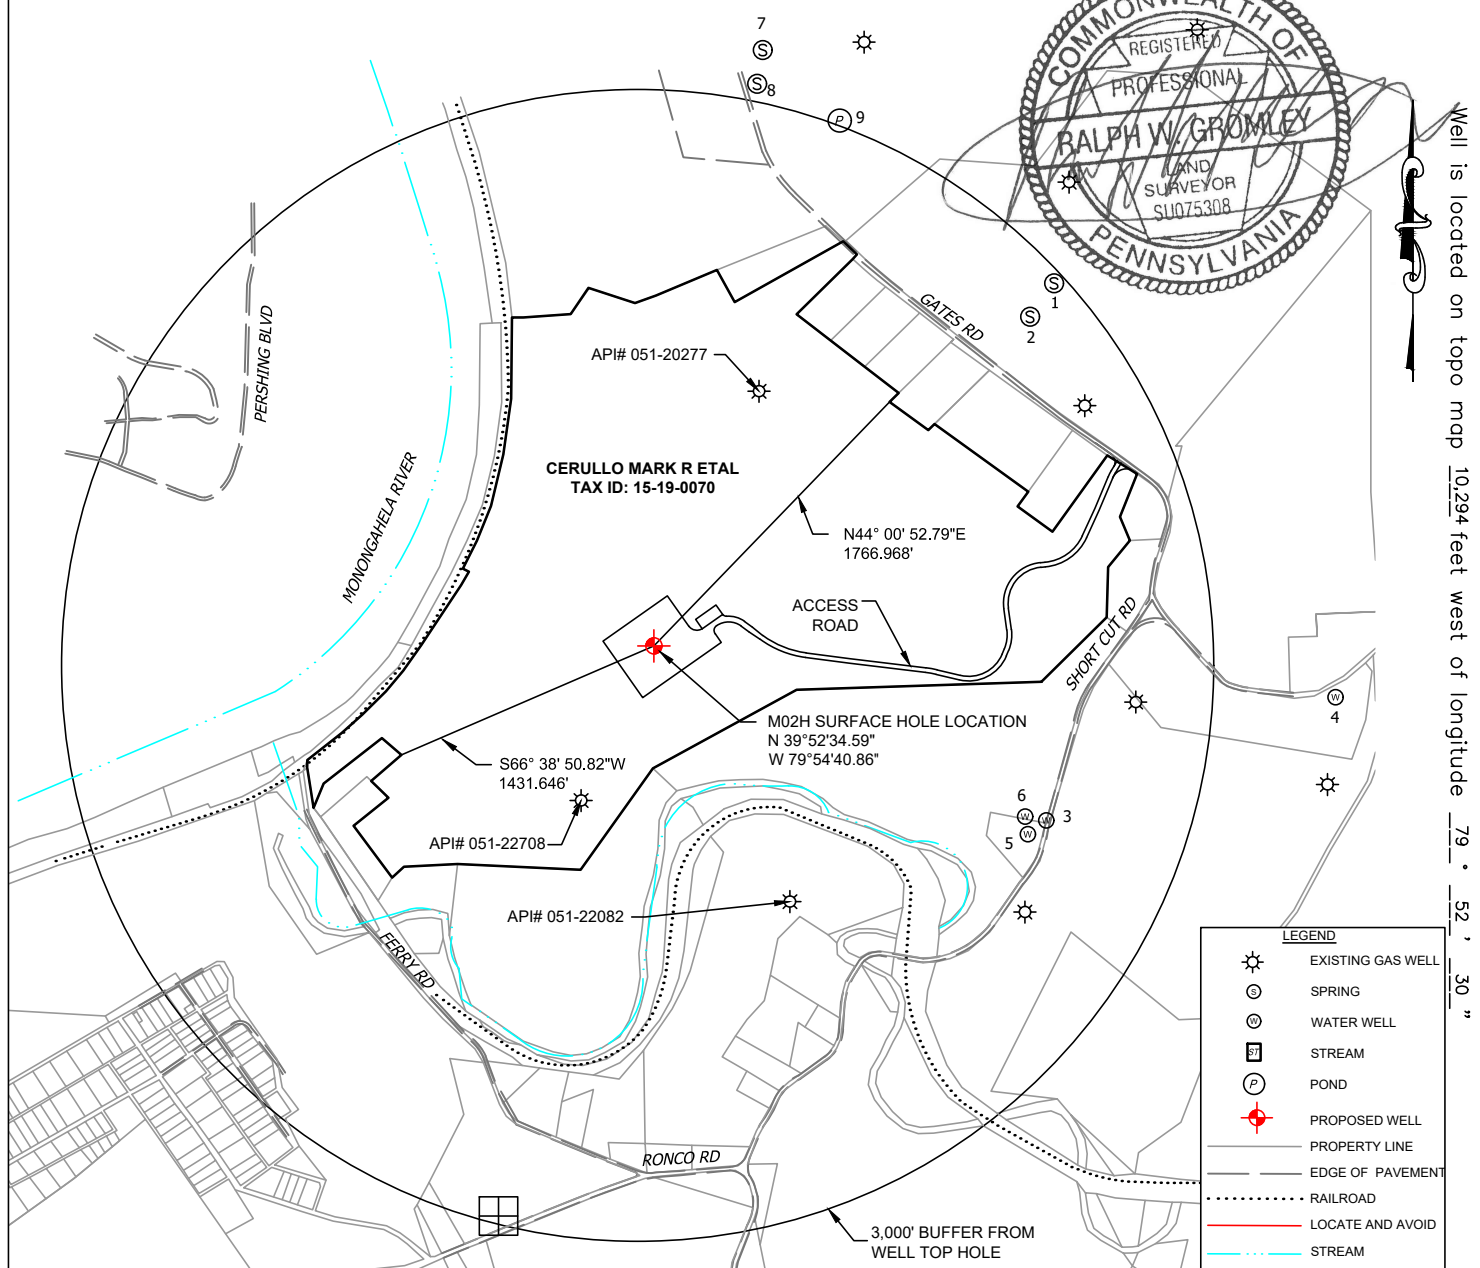 7
S
S 8
P 9
COMMONWEALTH OF
REGISTERED
PROFESSIONAL
RALPH W. GROMLEY
LAND
SURVEYOR
SU075308
PENNSYLVANIA
S
1
S
2
GATES RD
PERSHING BLVD
API# 051-20277
MONONGAHELA RIVER
CERULLO MARK R ETAL
TAX ID: 15-19-0070
N44° 00' 52.79"E
1766.968'
ACCESS
ROAD
SHORT CUT RD
W
4
M02H SURFACE HOLE LOCATION
N 39°52'34.59"
W 79°54'40.86"
S66° 38' 50.82"W
1431.646'
API# 051-22708
6
W
W 3
5 W
API# 051-22082
FERRY RD
RONCO RD
3,000' BUFFER FROM
WELL TOP HOLE
Well is located on topo map 10,294 feet west of longitude 79 ° 52 ' 30 "
LEGEND
EXISTING GAS WELL
S SPRING
W WATER WELL
ST STREAM
P POND
PROPOSED WELL
PROPERTY LINE
EDGE OF PAVEMENT
RAILROAD
LOCATE AND AVOID
STREAM